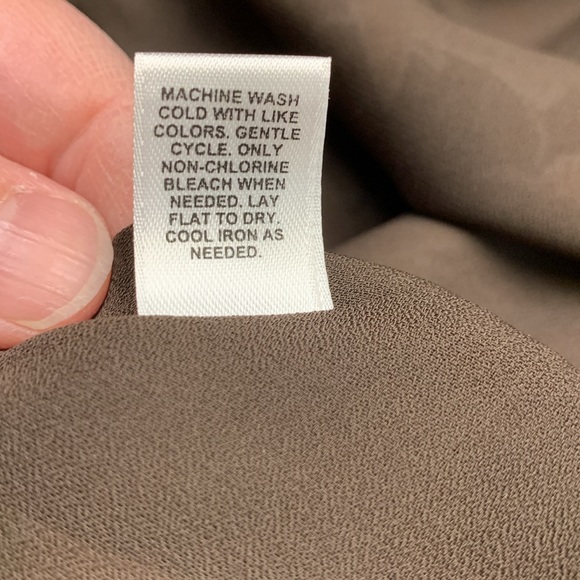 MACHINE WASH
COLD WITH LIKE
COLORS. GENTLE
CYCLE. ONLY
NON-CHLORINE
BLEACH WHEN
NEEDED. LAY
FLAT TO DRY.
COOL IRON AS
NEEDED.